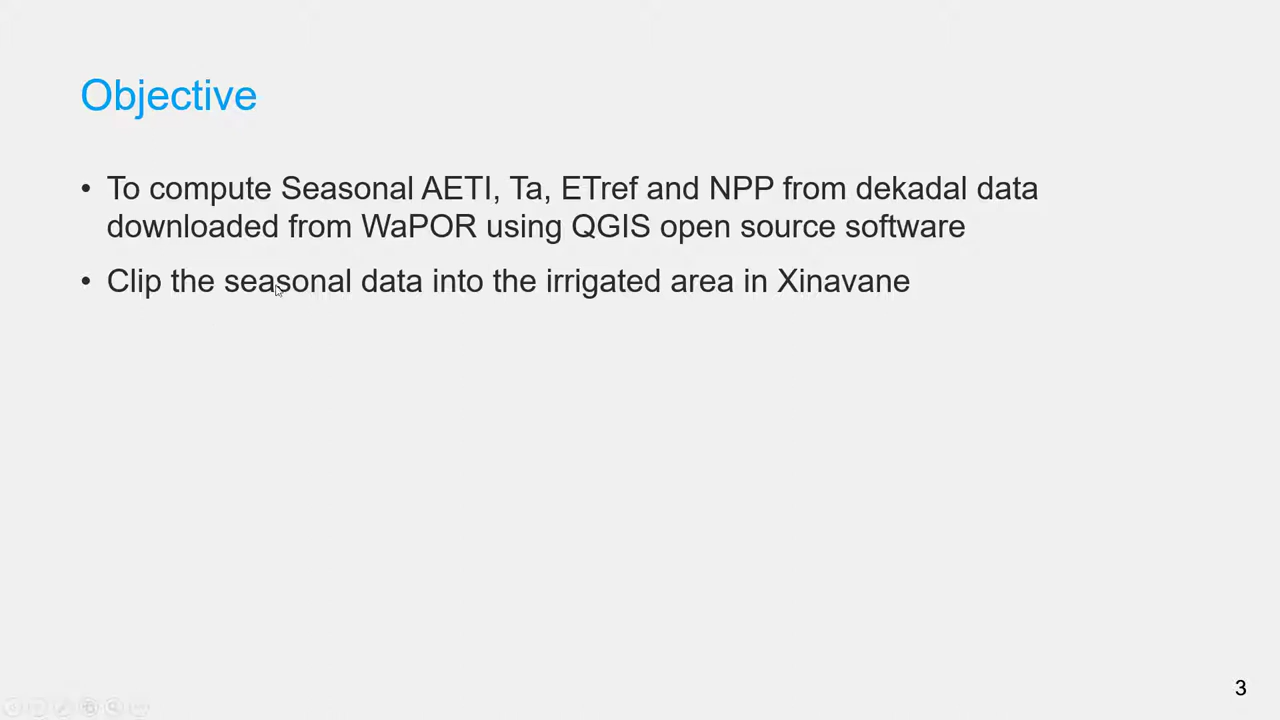 Objective
• To compute Seasonal AETI, Ta, ETref and NPP from dekadal data
downloaded from WaPOR using QGIS open source software
• Clip the seasonal data into the irrigated area in Xinavane
3